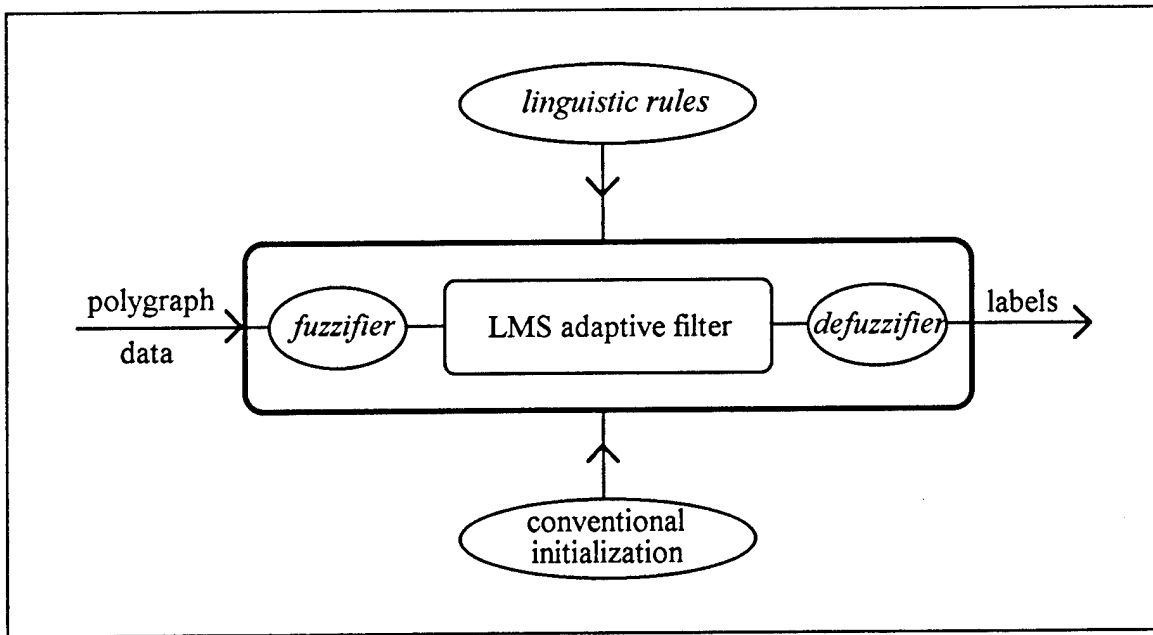 linguistic rules
polygraph
data
fuzzifier
LMS adaptive filter
defuzzifier
labels
conventional
initialization